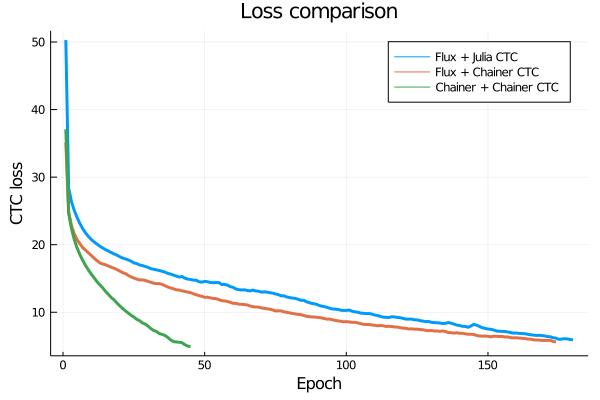 Loss comparison
Flux + Julia CTC
Flux + Chainer CTC
Chainer + Chainer CTC
CTC loss
50
40
30
20
10
0
50
100
150
Epoch